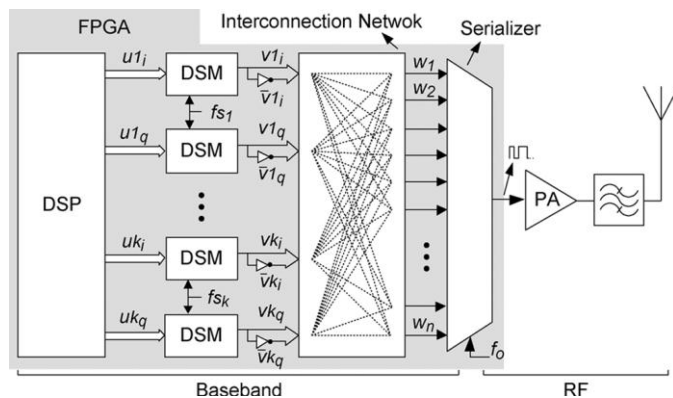 FPGA
Interconnection Netwok
Serializer
DSP
u1i
DSM
v1i
v̄1i
fs1
u1q
DSM
v1q
v̄1q
uki
DSM
vki
v̄ki
fsk
ukq
DSM
vkq
v̄kq
w1
w2
wn
fo
PA
Baseband
RF